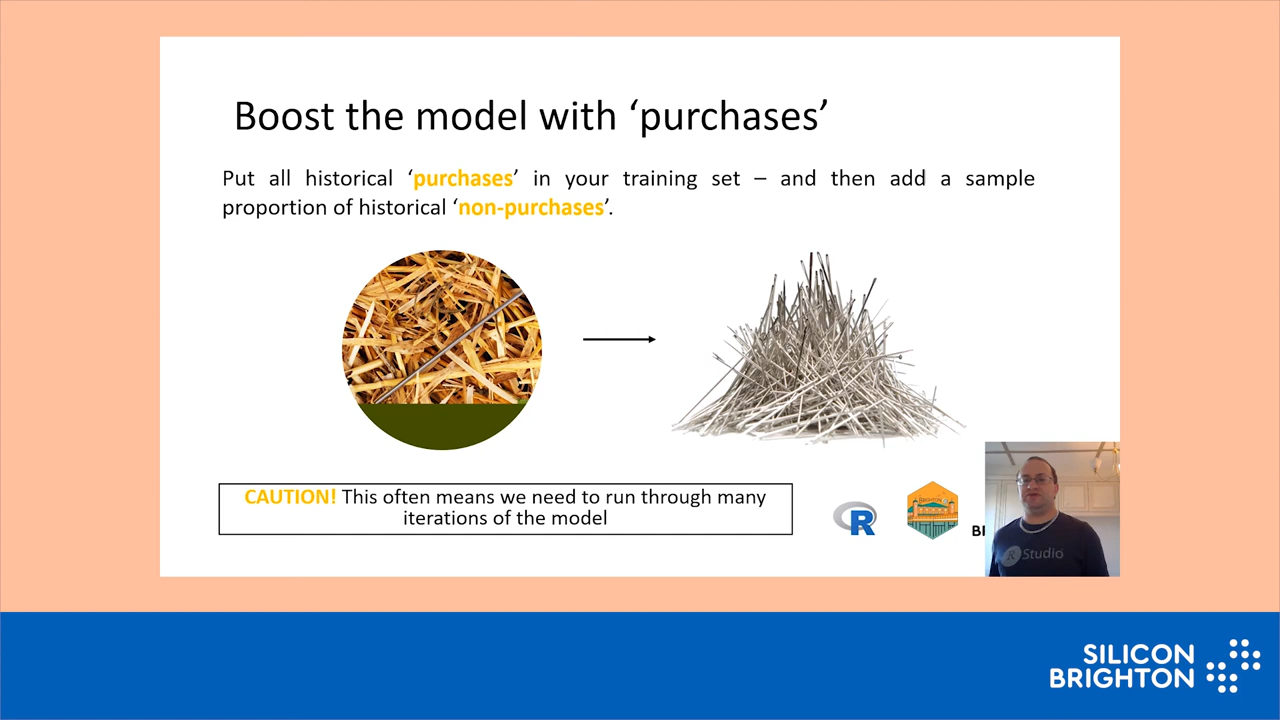 Boost the model with ‘purchases’
Put all historical ‘purchases’ in your training set – and then add a sample
proportion of historical ‘non-purchases’.
CAUTION! This often means we need to run through many
iterations of the model
R
BRIGHTON
BR
R Studio
SILICON
BRIGHTON